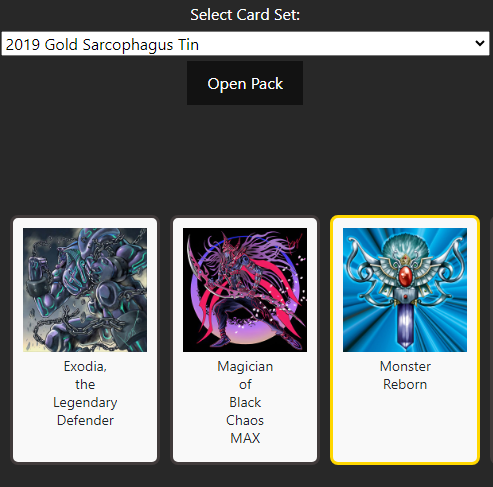 Select Card Set:
2019 Gold Sarcophagus Tin
Open Pack
Exodia,
the
Legendary
Defender
Magician
of
Black
Chaos
MAX
Monster
Reborn